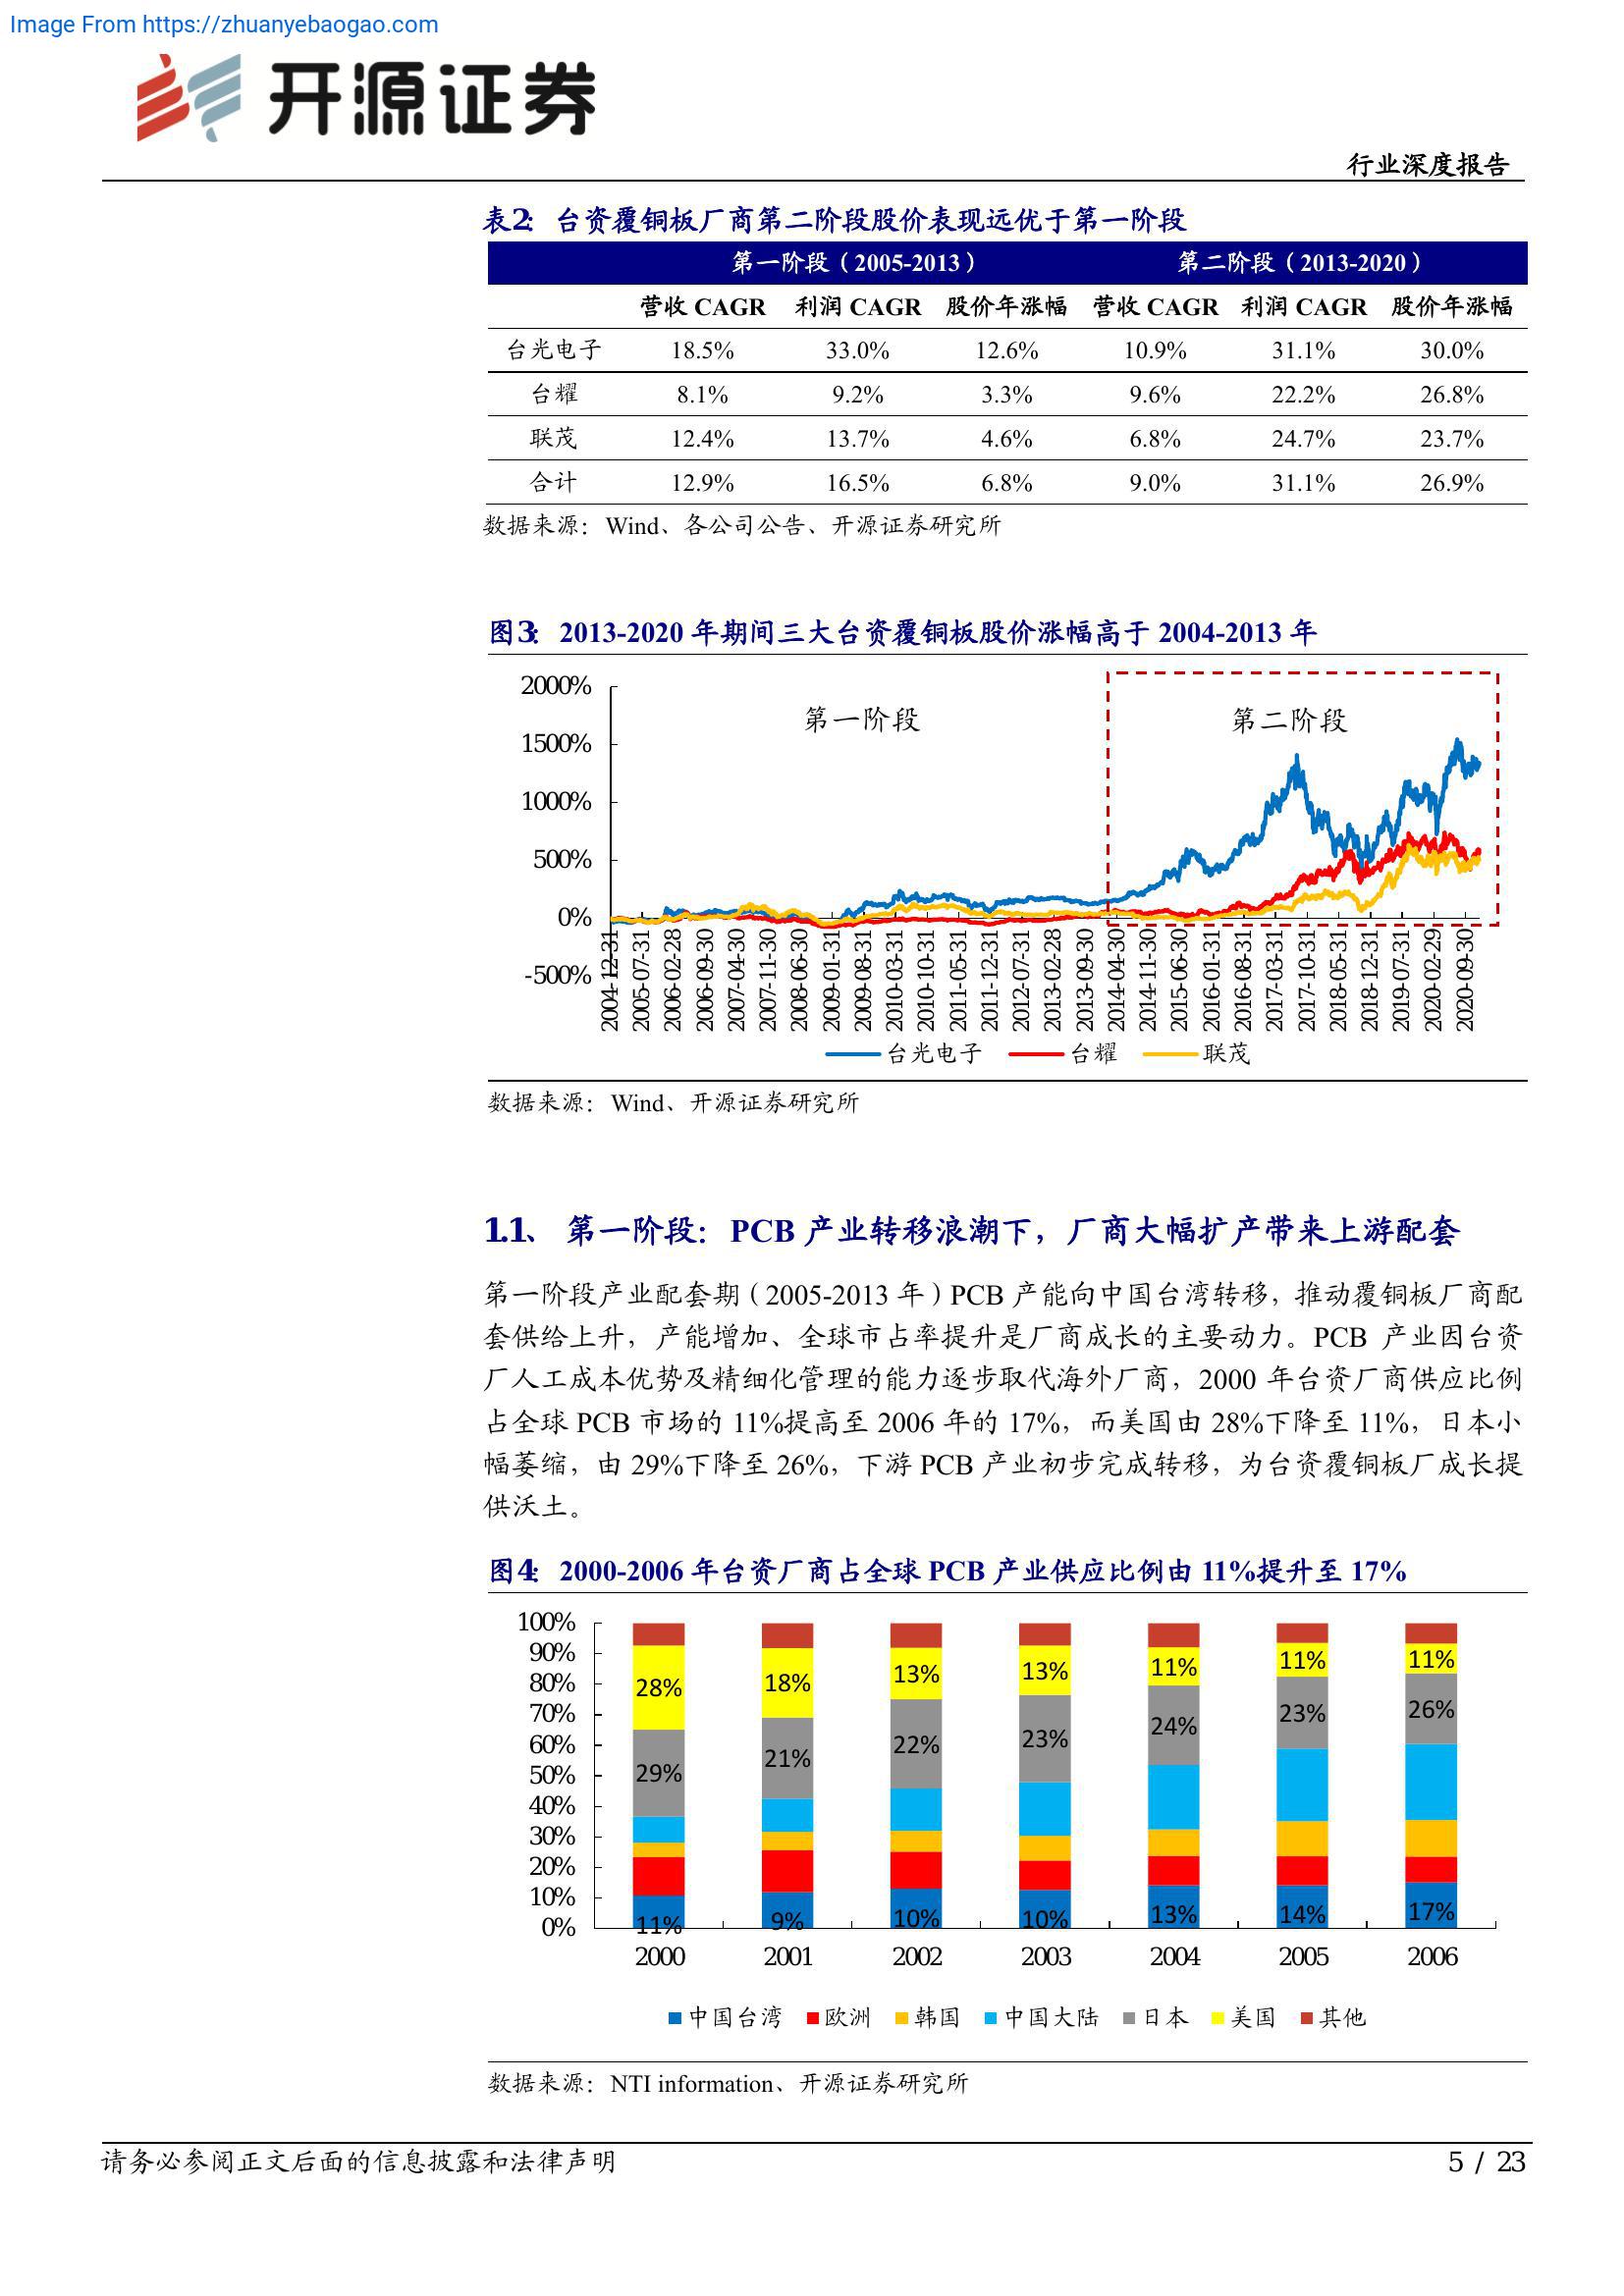 Image From https://zhuanyebaogao.com
开源证券
行业深度报告
表2： 台资覆铜板厂商第二阶段股价表现远优于第一阶段
第一阶段（2005-2013） 第二阶段（2013-2020）
营收 CAGR 利润 CAGR 股价年涨幅 营收 CAGR 利润 CAGR 股价年涨幅
台光电子 18.5% 33.0% 12.6% 10.9% 31.1% 30.0%
台耀 8.1% 9.2% 3.3% 9.6% 22.2% 26.8%
联茂 12.4% 13.7% 4.6% 6.8% 24.7% 23.7%
合计 12.9% 16.5% 6.8% 9.0% 31.1% 26.9%
数据来源：Wind、各公司公告、开源证券研究所
图3： 2013-2020 年期间三大台资覆铜板股价涨幅高于 2004-2013 年
2000%
1500%
1000%
500%
0%
-500%
第一阶段 第二阶段
2004-12-31 2005-07-31 2006-02-28 2006-09-30 2007-04-30 2007-11-30 2008-06-30 2009-01-31 2009-08-31 2010-03-31 2010-10-31 2011-05-31 2011-12-31 2012-07-31 2013-02-28 2013-09-30 2014-04-30 2014-11-30 2015-06-30 2016-01-31 2016-08-31 2017-03-31 2017-10-31 2018-05-31 2018-12-31 2019-07-31 2020-02-29 2020-09-30
台光电子 台耀 联茂
数据来源：Wind、开源证券研究所
1.1、 第一阶段：PCB 产业转移浪潮下，厂商大幅扩产带来上游配套
第一阶段产业配套期（2005-2013 年）PCB 产能向中国台湾转移，推动覆铜板厂商配
套供给上升，产能增加、全球市占率提升是厂商成长的主要动力。PCB 产业因台资
厂人工成本优势及精细化管理的能力逐步取代海外厂商，2000 年台资厂商供应比例
占全球 PCB 市场的 11%提高至 2006 年的 17%，而美国由 28%下降至 11%，日本小
幅萎缩，由 29%下降至 26%，下游 PCB 产业初步完成转移，为台资覆铜板厂成长提
供沃土。
图4： 2000-2006 年台资厂商占全球 PCB 产业供应比例由 11%提升至 17%
100%
90%
80%
70%
60%
50%
40%
30%
20%
10%
0%
28% 18% 13% 13% 11% 11% 11%
29% 21% 22% 23% 24% 23% 26%
11% 9% 10% 10% 13% 14% 17%
2000 2001 2002 2003 2004 2005 2006
中国台湾 欧洲 韩国 中国大陆 日本 美国 其他
数据来源：NTI information、开源证券研究所
请务必参阅正文后面的信息披露和法律声明
5 / 23